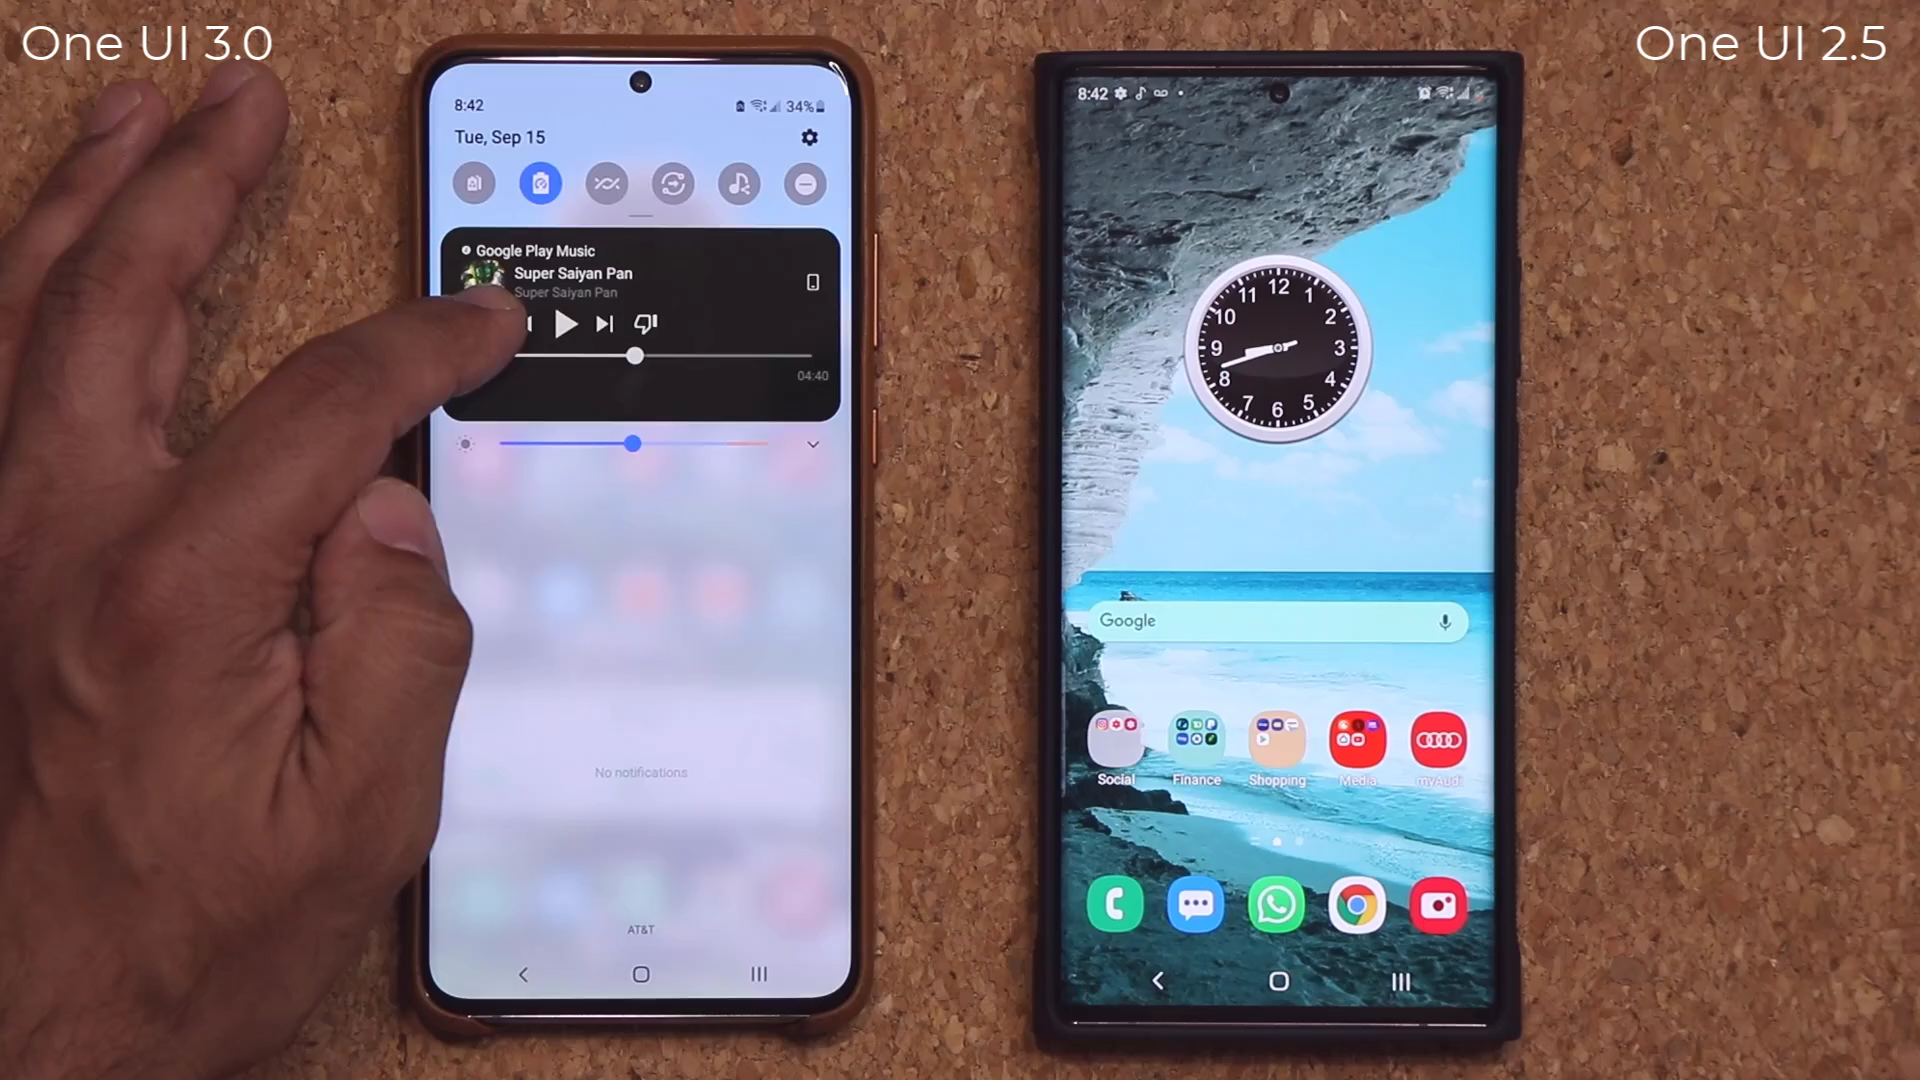 One UI 3.0
One UI 2.5
8:42
34%
Tue, Sep 15
Google Play Music
Super Saiyan Pan
Super Saiyan Pan
04:40
No notifications
AT&T
8:42
12
1
2
3
4
5
6
7
8
9
10
11
Google
Social
Finance
Shopping
Media
myAudi